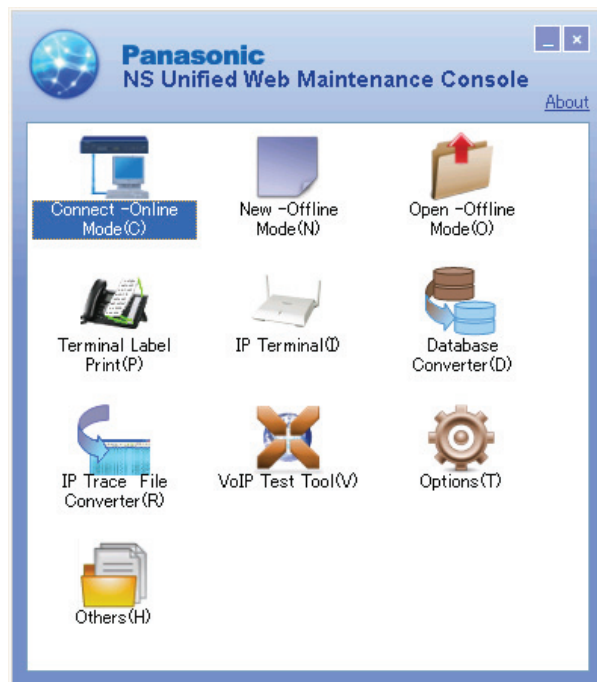 Panasonic
NS Unified Web Maintenance Console
About
Connect -Online
Mode(C)
New -Offline
Mode(N)
Open -Offline
Mode(O)
Terminal Label
Print(P)
IP Terminal(I)
Database
Converter(D)
IP Trace File
Converter(R)
VoIP Test Tool(V)
Options(T)
Others(H)